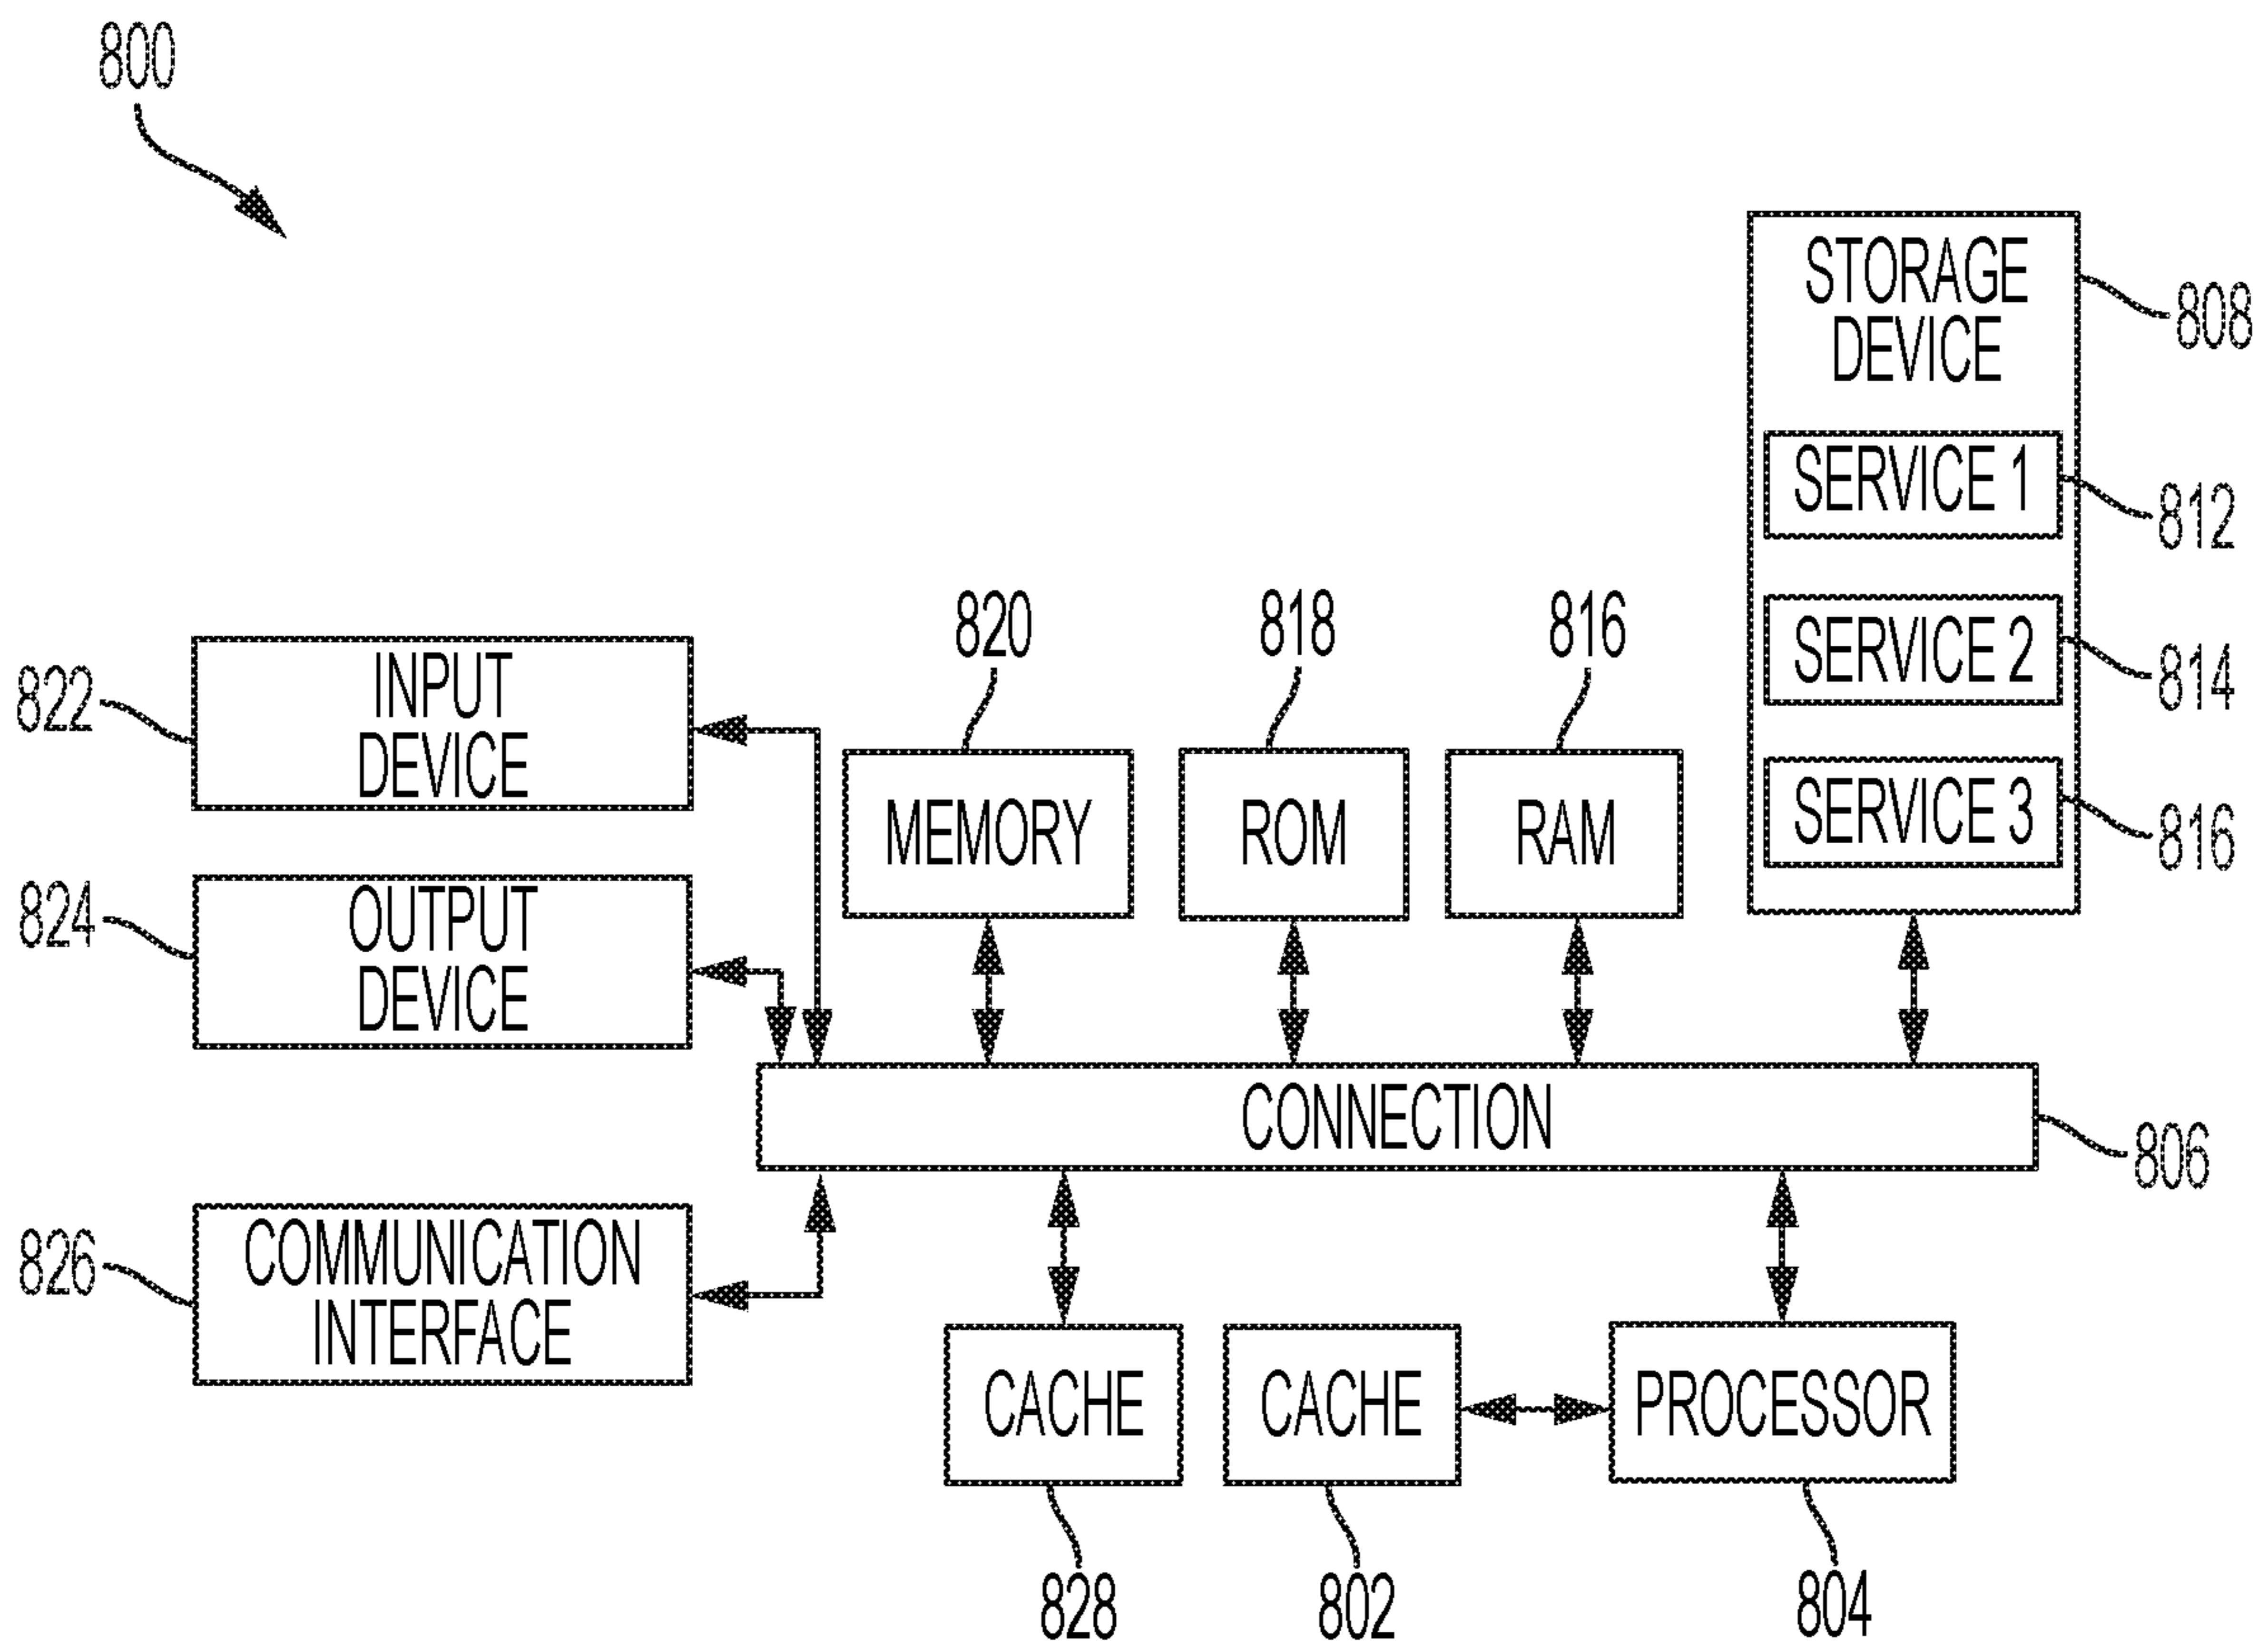 800
STORAGE
DEVICE
808
SERVICE 1
812
SERVICE 2
814
SERVICE 3
816
820
818
816
822
INPUT
DEVICE
MEMORY
ROM
RAM
824
OUTPUT
DEVICE
CONNECTION
806
826
COMMUNICATION
INTERFACE
CACHE
CACHE
PROCESSOR
828
802
804